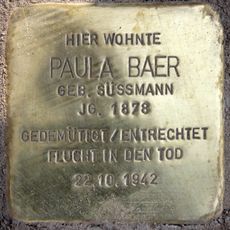 HIER WOHNTE
PAULA BAER
GEB. SÜSSMANN
JG. 1878
GEDEMÜTIGT/ENTRECHTET
FLUCHT IN DEN TOD
22.10.1942